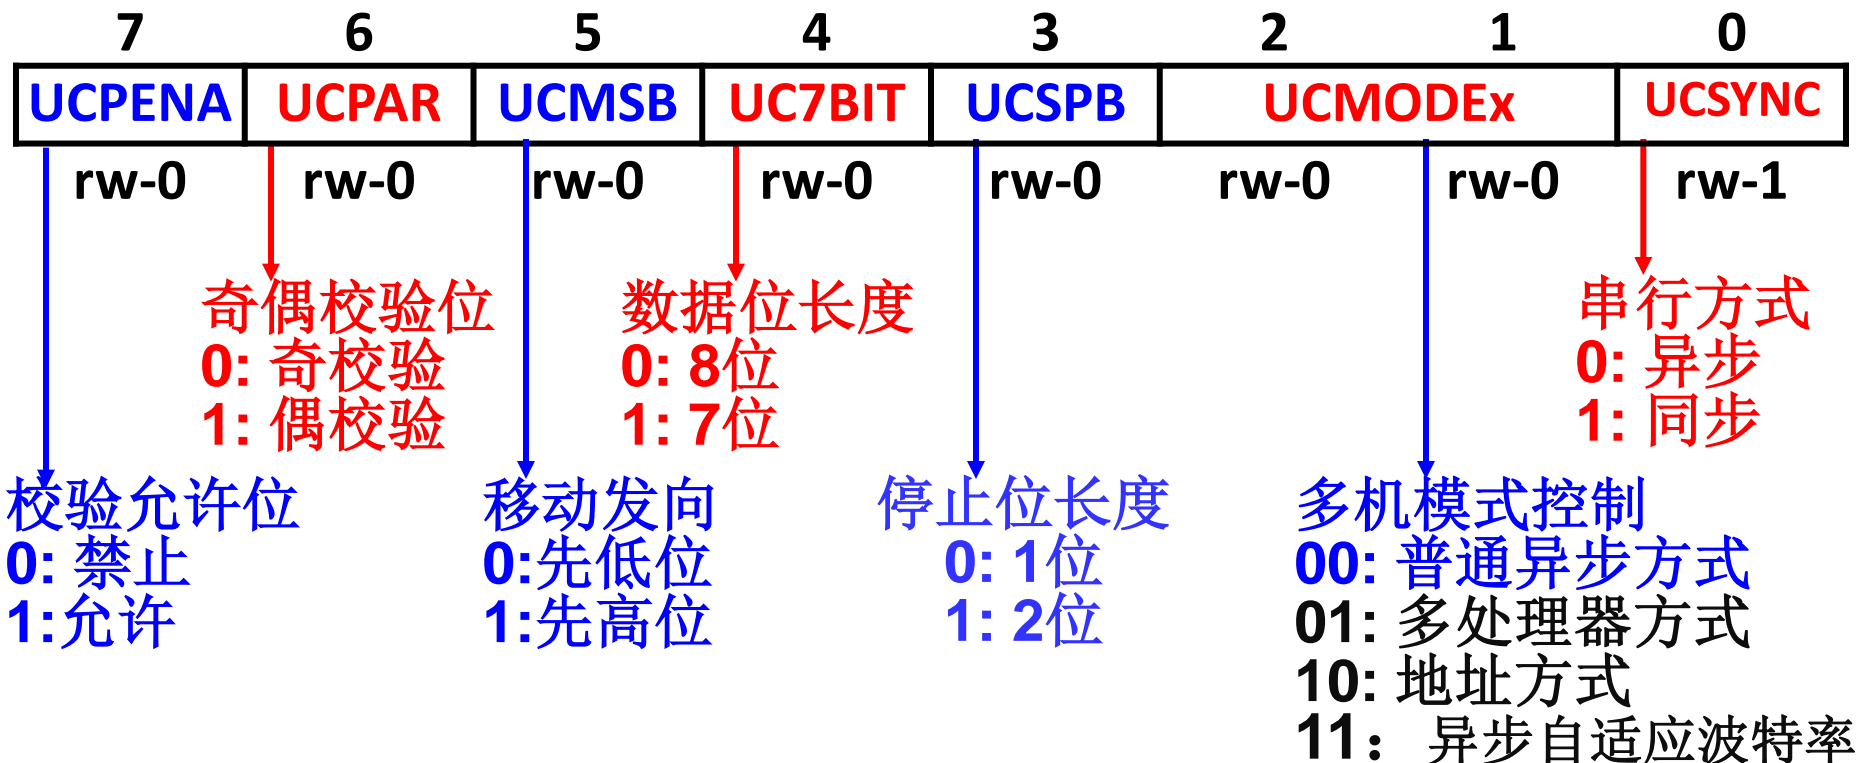 7 6 5 4 3 2 1 0
UCPENA UCPAR UCMSB UC7BIT UCSPB UCMODEx UCSYNC
rw-0 rw-0 rw-0 rw-0 rw-0 rw-0 rw-0 rw-1
奇偶校验位
0: 奇校验
1: 偶校验
数据位长度
0: 8位
1: 7位
串行方式
0: 异步
1: 同步
校验允许位
0: 禁止
1:允许
移动发向
0:先低位
1:先高位
停止位长度
0: 1位
1: 2位
多机模式控制
00: 普通异步方式
01: 多处理器方式
10: 地址方式
11： 异步自适应波特率